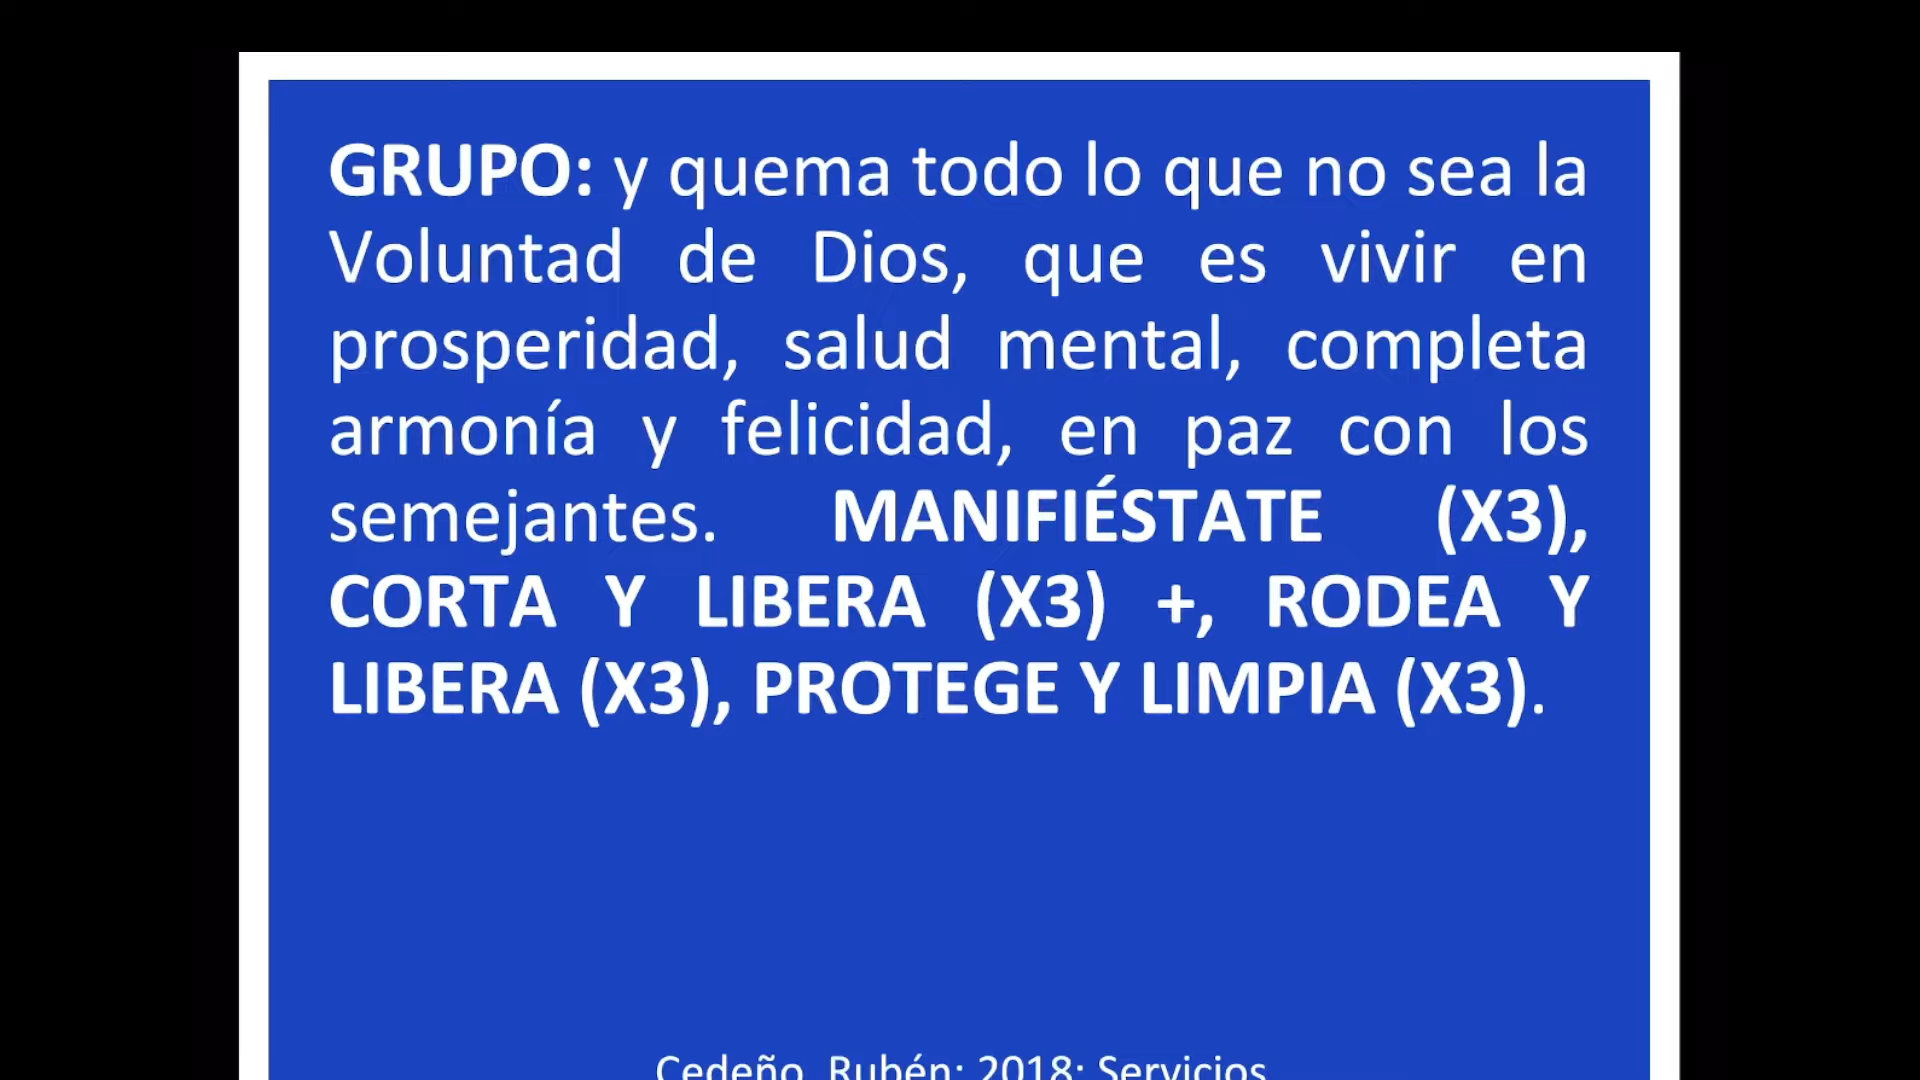 GRUPO: y quema todo lo que no sea la
Voluntad de Dios, que es vivir en
prosperidad, salud mental, completa
armonía y felicidad, en paz con los
semejantes. MANIFIÉSTATE (X3),
CORTA Y LIBERA (X3) +, RODEA Y
LIBERA (X3), PROTEGE Y LIMPIA (X3).
Cedeño, Rubén; 2018; Servicios